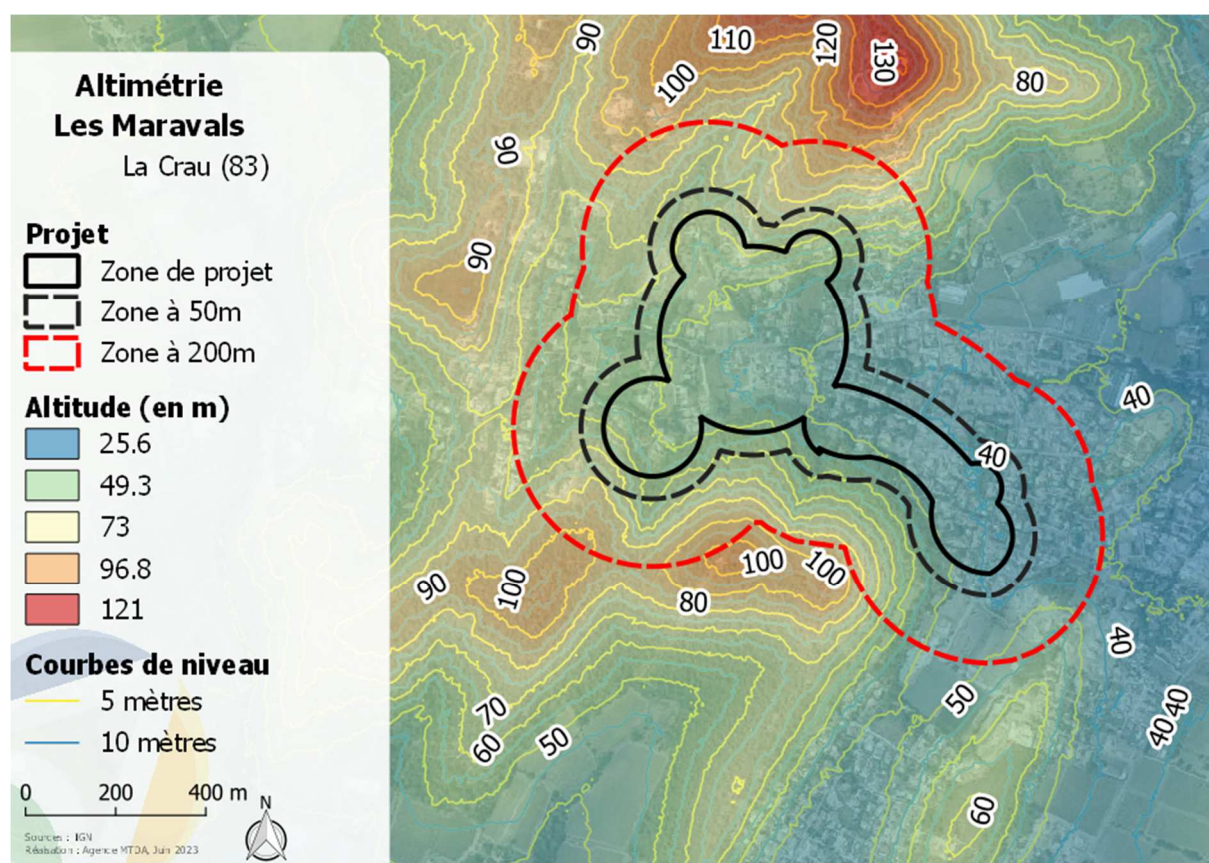 Altimétrie
Les Maravals
La Crau (83)
Projet
Zone de projet
Zone à 50m
Zone à 200m
Altitude (en m)
25.6
49.3
73
96.8
121
Courbes de niveau
5 mètres
10 mètres
0 200 400 m
N
Sources : IGN
Réalisation : Agence MTDA, Juin 2023
90
110
120
130
100
80
90
90
40
40
100
100
90
100
80
40
70
50
40
60
50
40
60